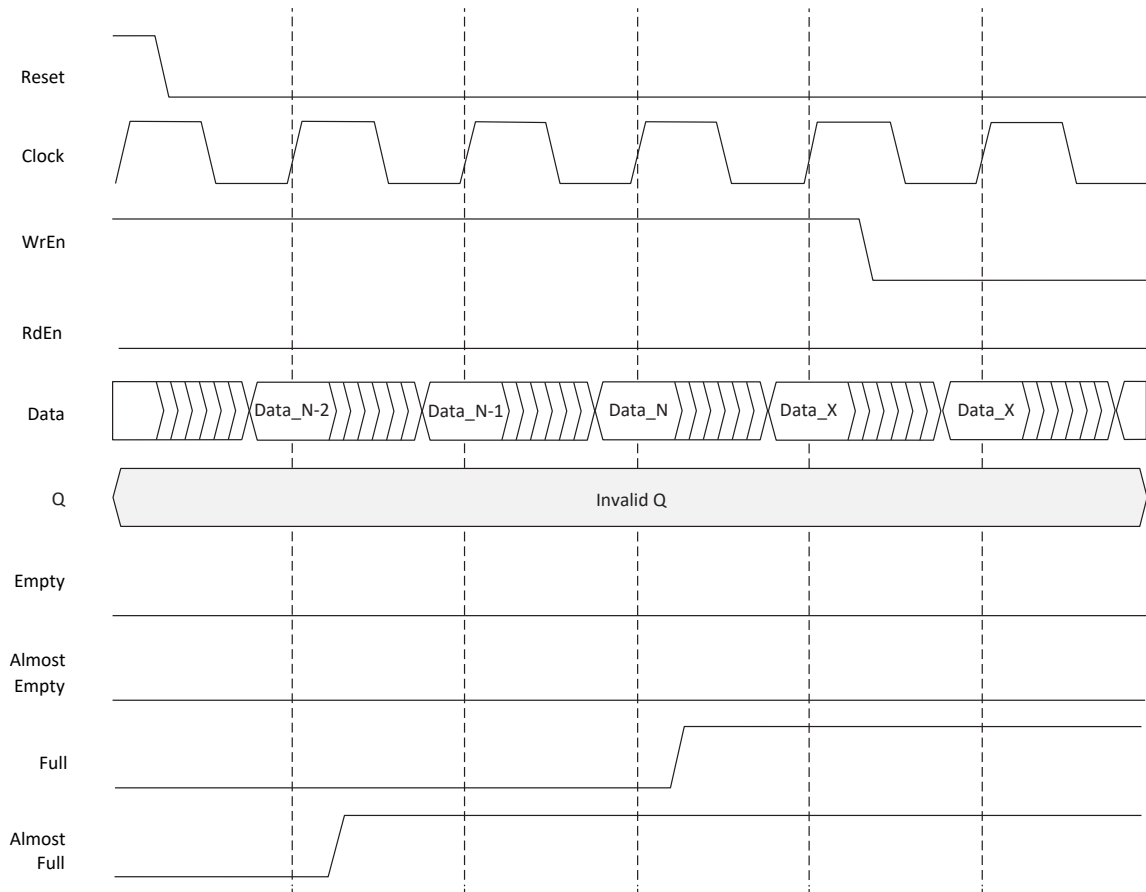 Reset
Clock
WrEn
RdEn
Data
Data_N-2
Data_N-1
Data_N
Data_X
Data_X
Q
Invalid Q
Empty
Almost
Empty
Full
Almost
Full